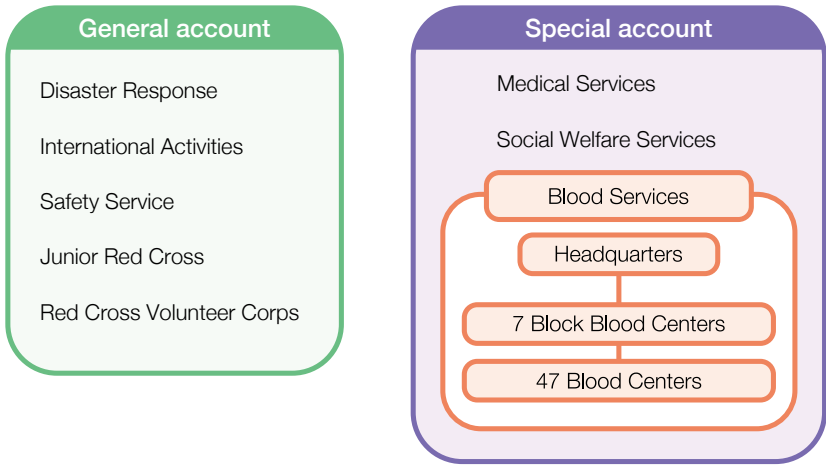 General account
Disaster Response
International Activities
Safety Service
Junior Red Cross
Red Cross Volunteer Corps
Special account
Medical Services
Social Welfare Services
Blood Services
Headquarters
7 Block Blood Centers
47 Blood Centers